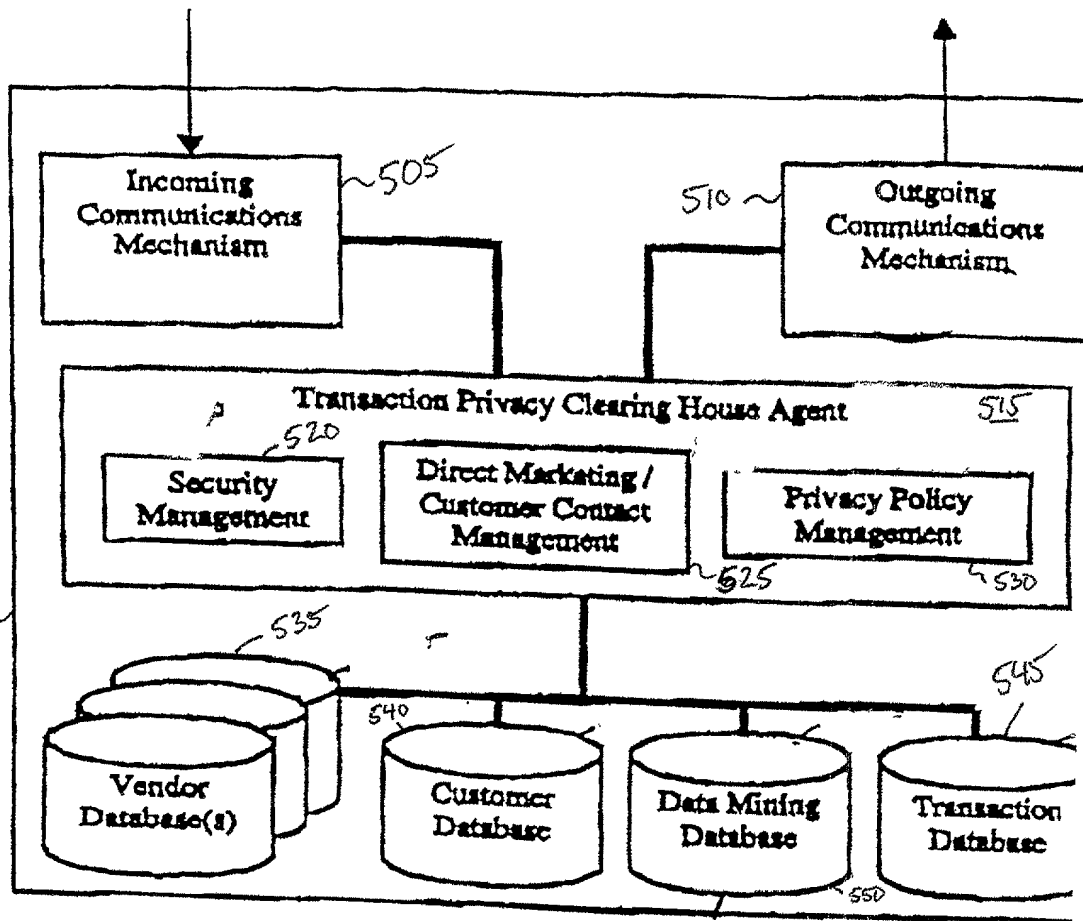 Incoming
Communications
Mechanism
505
510
Outgoing
Communications
Mechanism
Transaction Privacy Clearing House Agent
515
520
Security
Management
Direct Marketing /
Customer Contact
Management
525
Privacy Policy
Management
530
535
Vendor
Database(s)
540
Customer
Database
Data Mining
Database
550
545
Transaction
Database